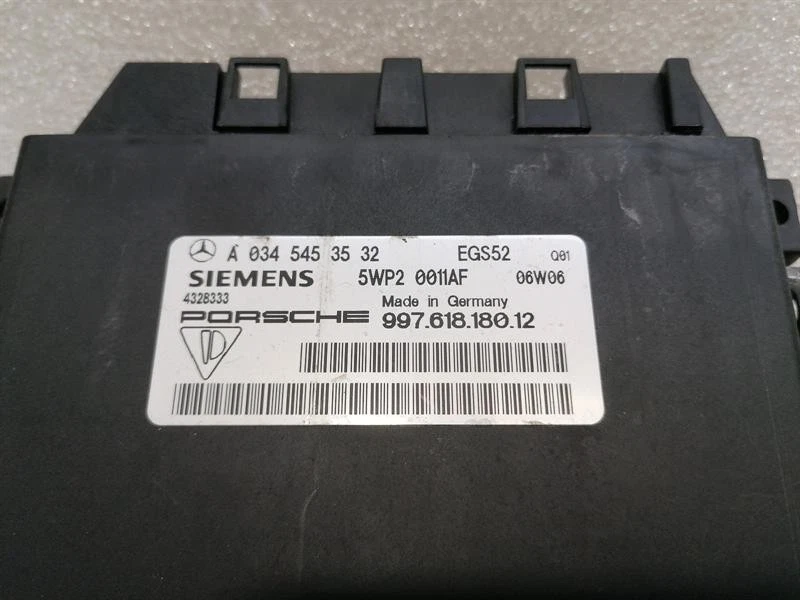 A 034 545 35 32 EGS52 Q01
SIEMENS 5WP2 0011AF 06W06
4328333 Made in Germany
PORSCHE 997.618.180.12